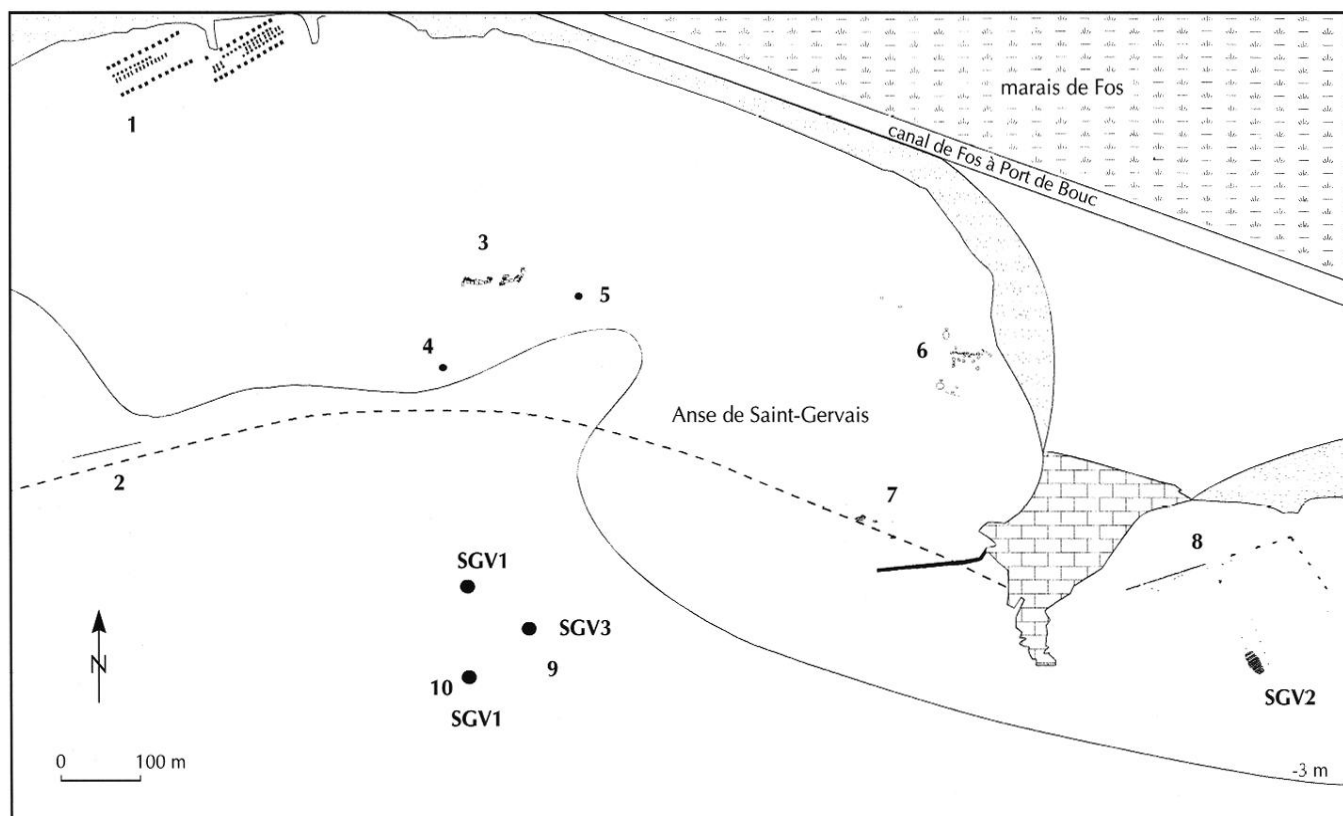 marais de Fos
canal de Fos à Port de Bouc
1
3
5
4
6
Anse de Saint-Gervais
2
7
8
SGV1
SGV3
9
10
SGV1
SGV2
N
0 100 m
-3 m